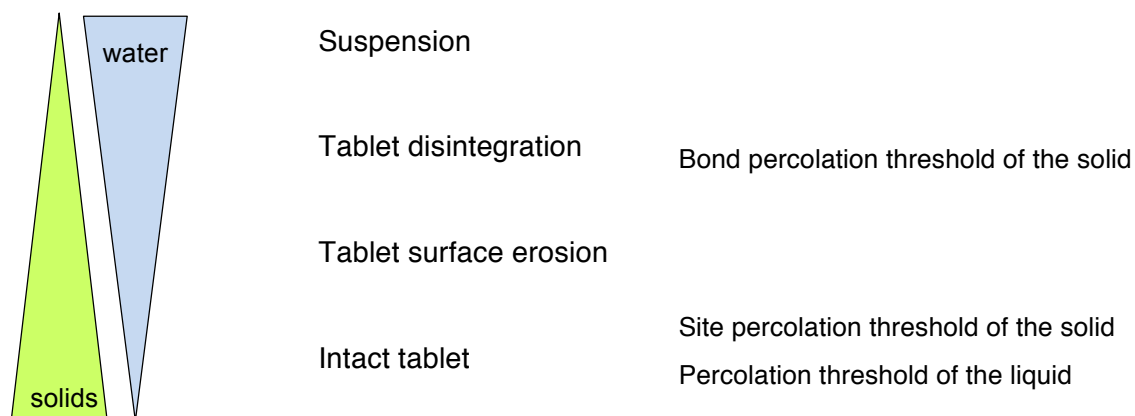 water
Suspension
Tablet disintegration
Bond percolation threshold of the solid
Tablet surface erosion
Site percolation threshold of the solid
Intact tablet
Percolation threshold of the liquid
solids